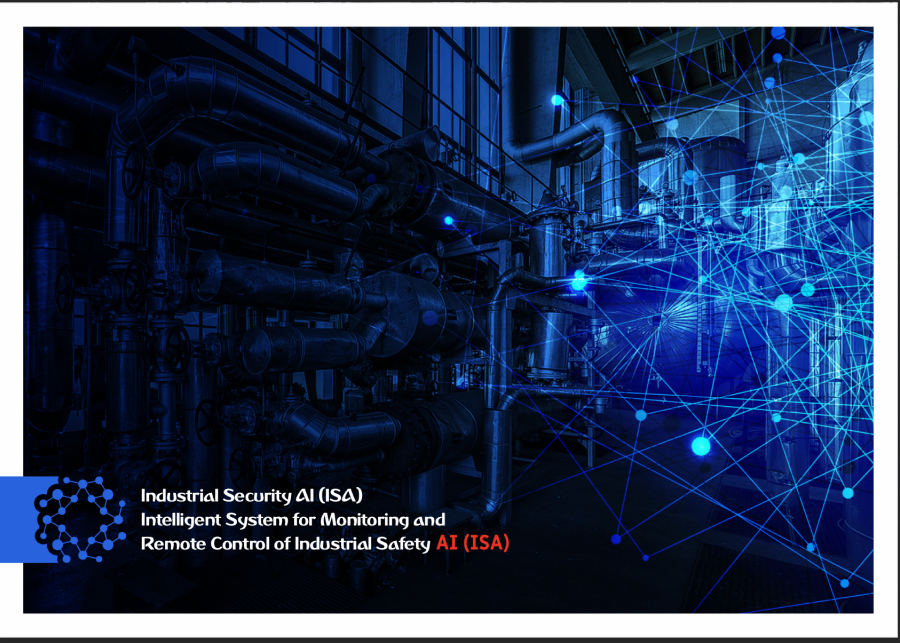 Industrial Security AI (ISA)
Intelligent System for Monitoring and
Remote Control of Industrial Safety AI (ISA)